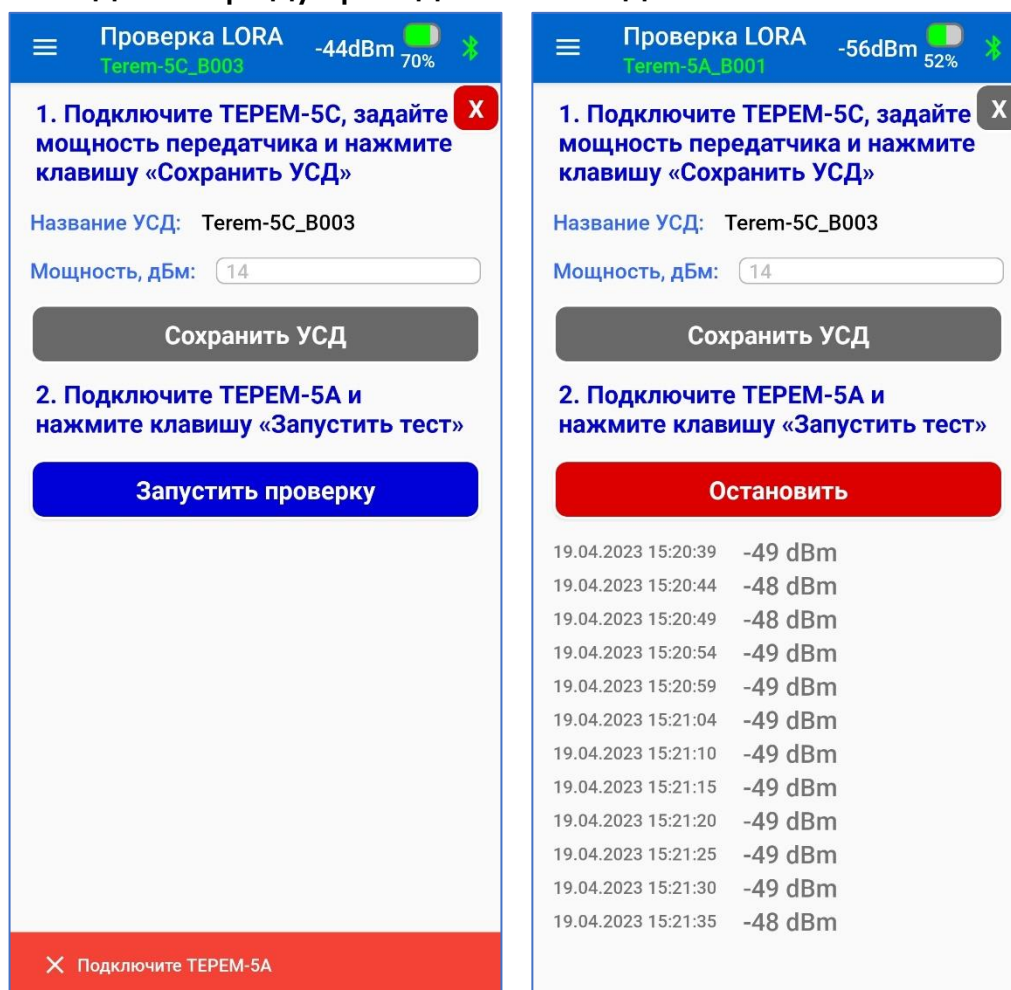 Проверка LORA
Terem-5C_B003
-44dBm
70%
1. Подключите ТЕРЕМ-5С, задайте
мощность передатчика и нажмите
клавишу «Сохранить УСД»
X
Название УСД: Terem-5C_B003
Мощность, дБм: 14
Сохранить УСД
2. Подключите ТЕРЕМ-5А и
нажмите клавишу «Запустить тест»
Запустить проверку
Подключите ТЕРЕМ-5А
Проверка LORA
Terem-5A_B001
-56dBm
52%
1. Подключите ТЕРЕМ-5С, задайте
мощность передатчика и нажмите
клавишу «Сохранить УСД»
X
Название УСД: Terem-5C_B003
Мощность, дБм: 14
Сохранить УСД
2. Подключите ТЕРЕМ-5А и
нажмите клавишу «Запустить тест»
Остановить
19.04.2023 15:20:39 -49 dBm
19.04.2023 15:20:44 -48 dBm
19.04.2023 15:20:49 -48 dBm
19.04.2023 15:20:54 -49 dBm
19.04.2023 15:20:59 -49 dBm
19.04.2023 15:21:04 -49 dBm
19.04.2023 15:21:10 -49 dBm
19.04.2023 15:21:15 -49 dBm
19.04.2023 15:21:20 -49 dBm
19.04.2023 15:21:25 -49 dBm
19.04.2023 15:21:30 -49 dBm
19.04.2023 15:21:35 -48 dBm